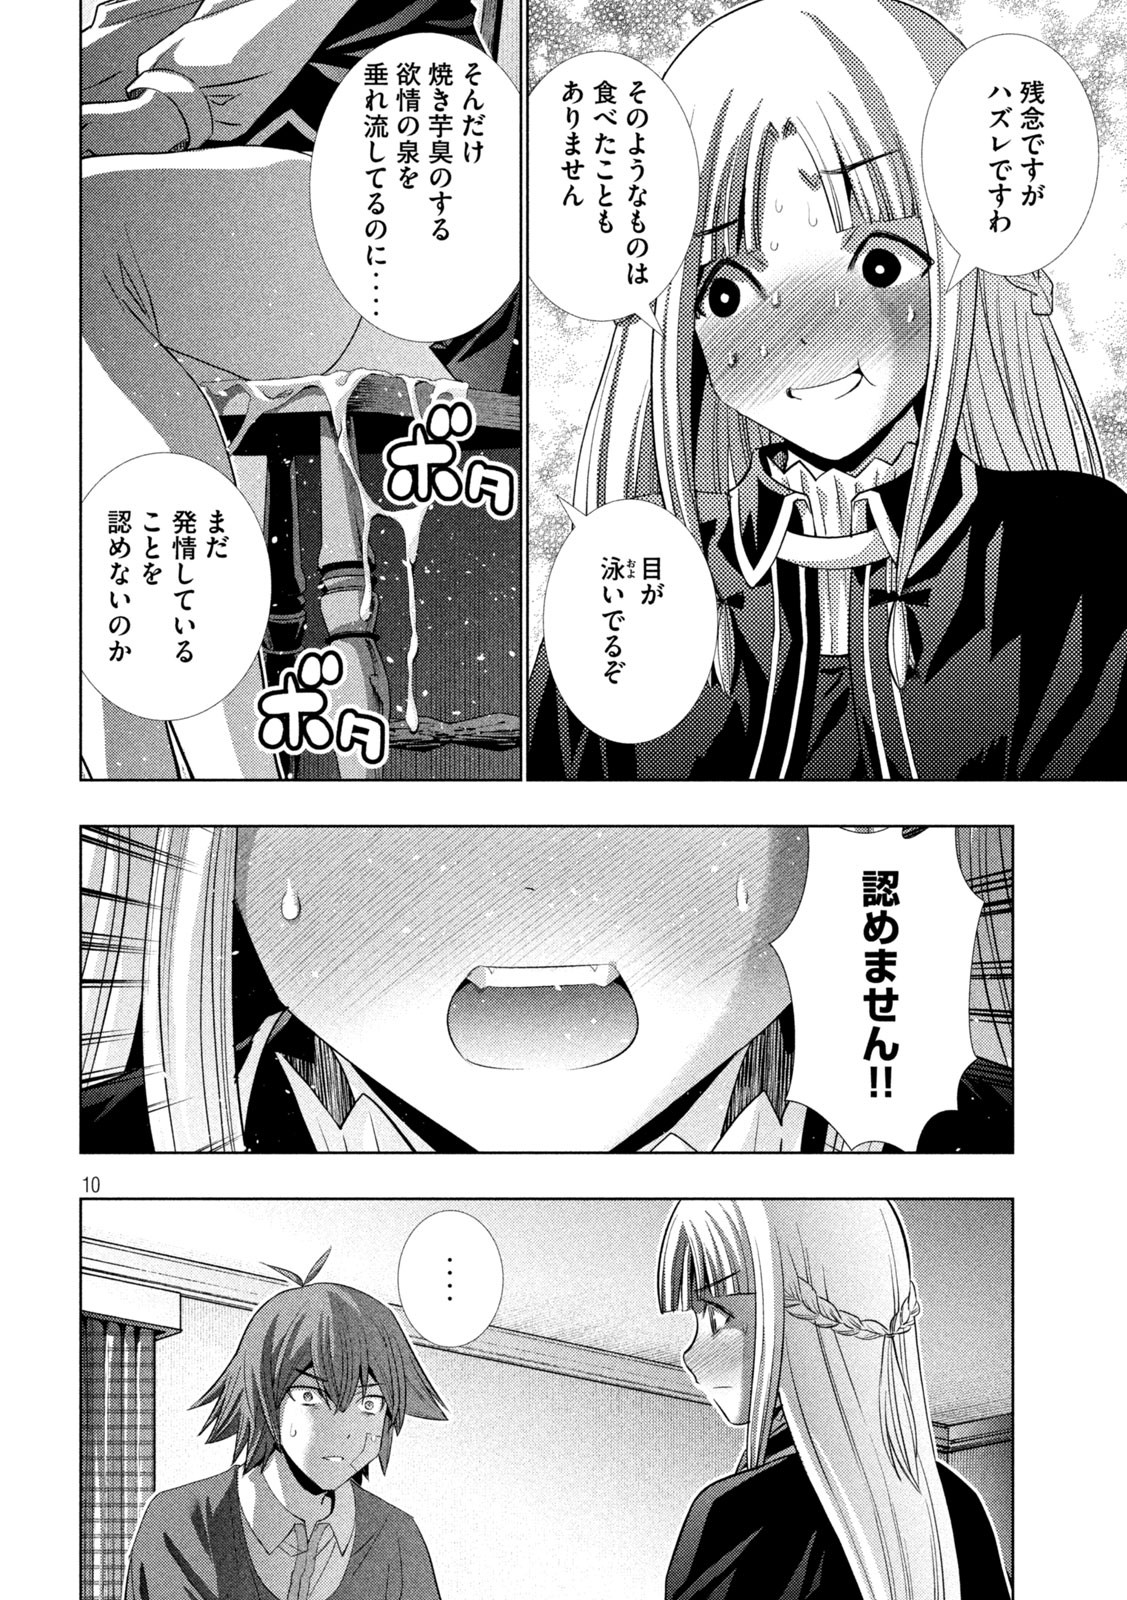 残念ですが
ハズレですわ
そのようなものは
食べたことも
ありません
目が
泳いでるぞ
およ
そんだけ
焼き芋臭のする
欲情の泉を
垂れ流してるのに‥‥
ボタ
ボタ
まだ
発情している
ことを
認めないのか
認めません!!
10
‥‥